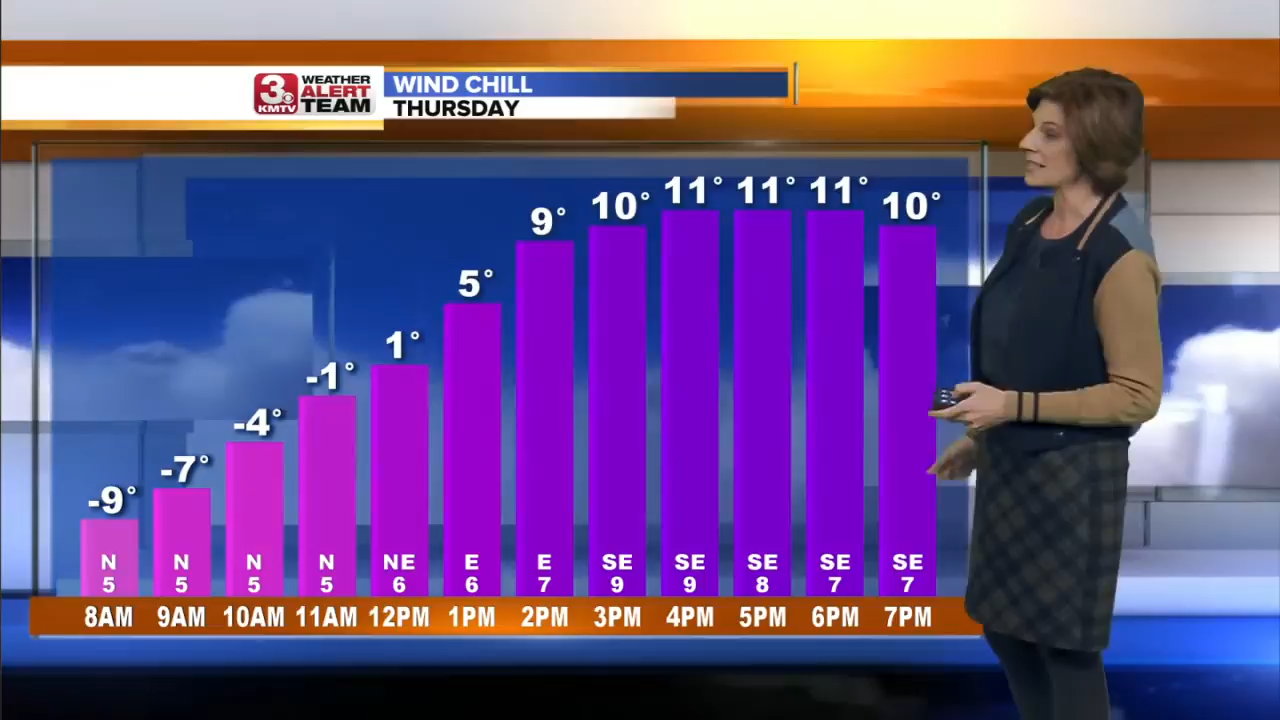 3
KMTV
WEATHER
ALERT
TEAM
WIND CHILL
THURSDAY
-9° -7° -4° -1° 1° 5° 9° 10° 11° 11° 11° 10°
N N N N NE E E SE SE SE SE SE
5 5 5 5 6 6 7 9 9 8 7 7
8AM 9AM 10AM 11AM 12PM 1PM 2PM 3PM 4PM 5PM 6PM 7PM